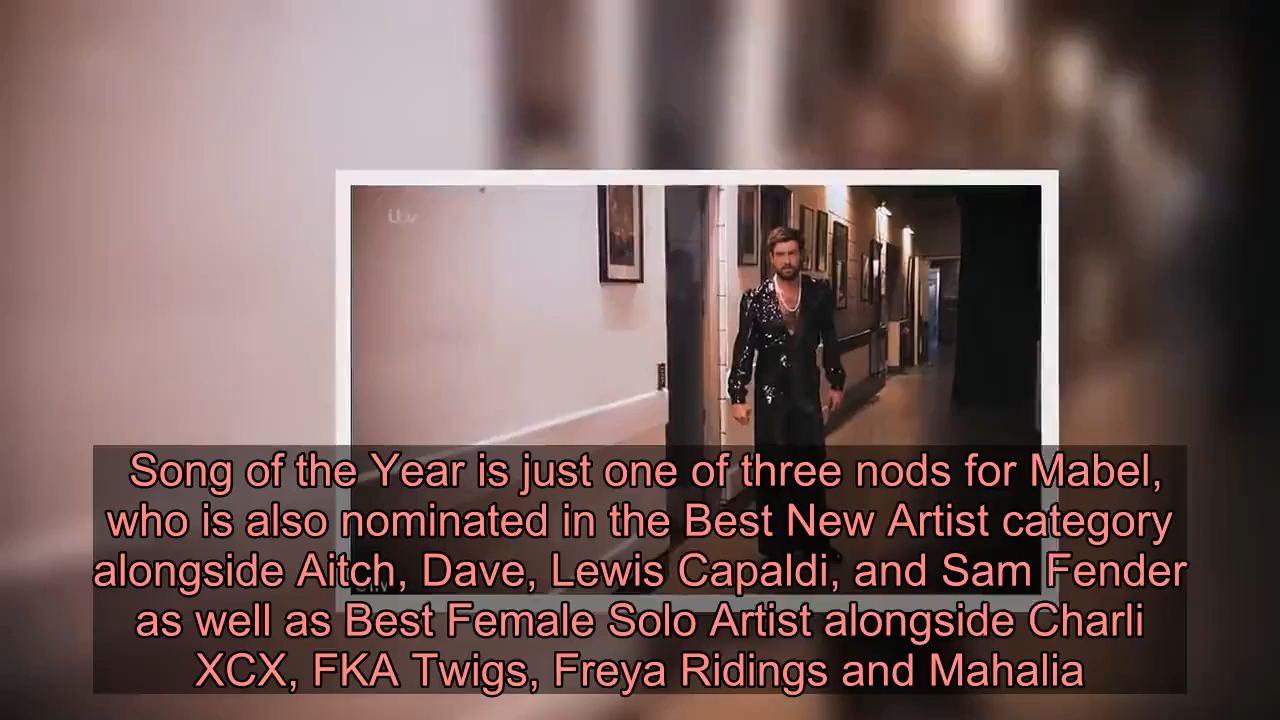 itv
Song of the Year is just one of three nods for Mabel,
who is also nominated in the Best New Artist category
alongside Aitch, Dave, Lewis Capaldi, and Sam Fender
as well as Best Female Solo Artist alongside Charli
XCX, FKA Twigs, Freya Ridings and Mahalia